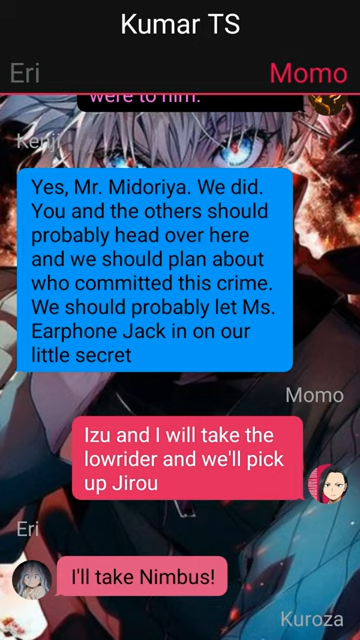 Kumar TS
Eri
Momo
were to him.
Kenji
Yes, Mr. Midoriya. We did.
You and the others should
probably head over here
and we should plan about
who committed this crime.
We should probably let Ms.
Earphone Jack in on our
little secret
Momo
Izu and I will take the
lowrider and we'll pick
up Jirou
Eri
I'll take Nimbus!
Kuroza